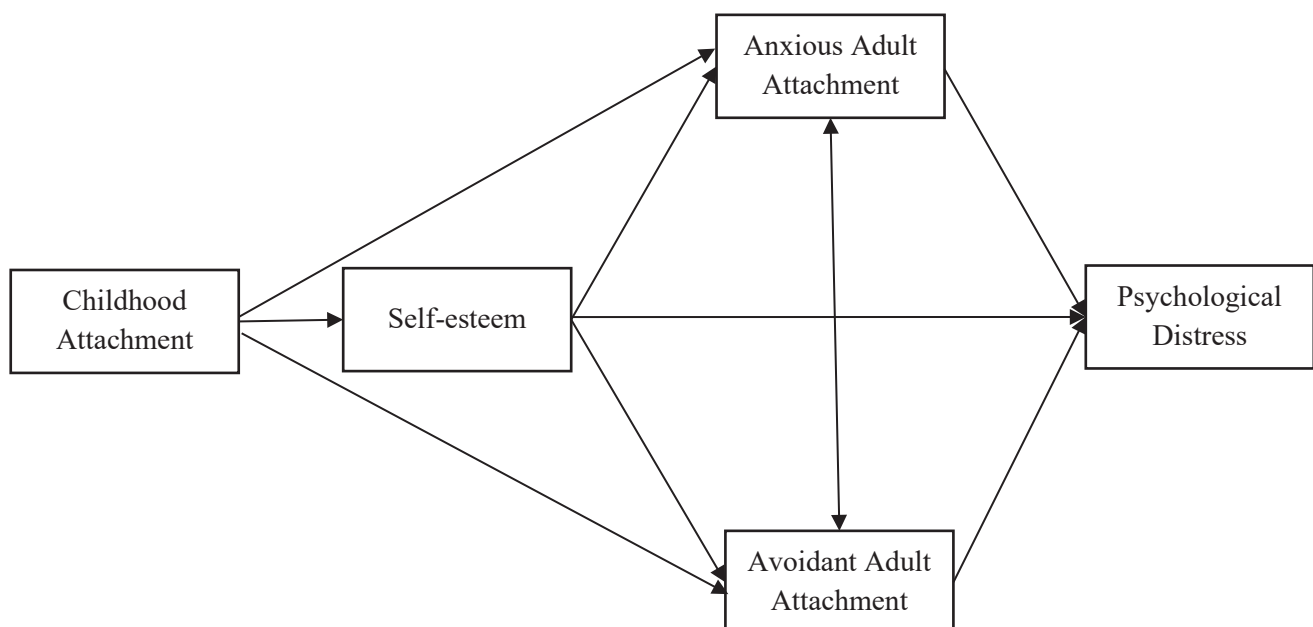 Anxious Adult
Attachment
Childhood
Attachment
Self-esteem
Psychological
Distress
Avoidant Adult
Attachment